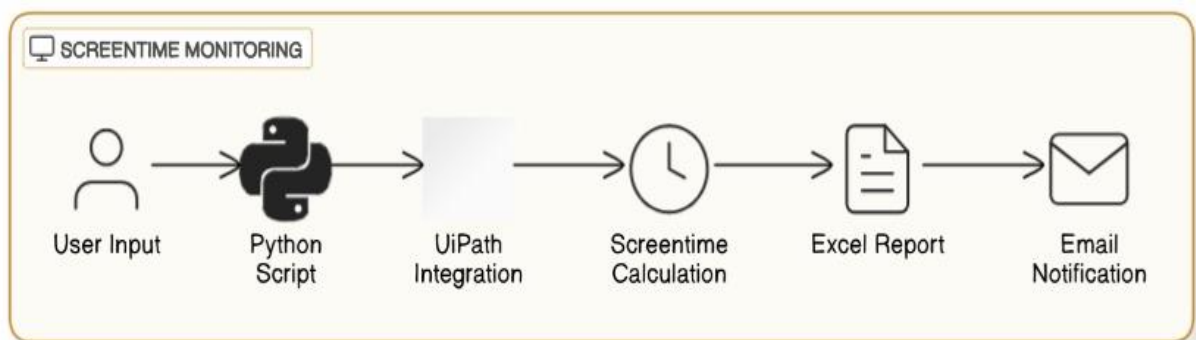 SCREENTIME MONITORING
User Input
Python
Script
UiPath
Integration
Screentime
Calculation
Excel Report
Email
Notification